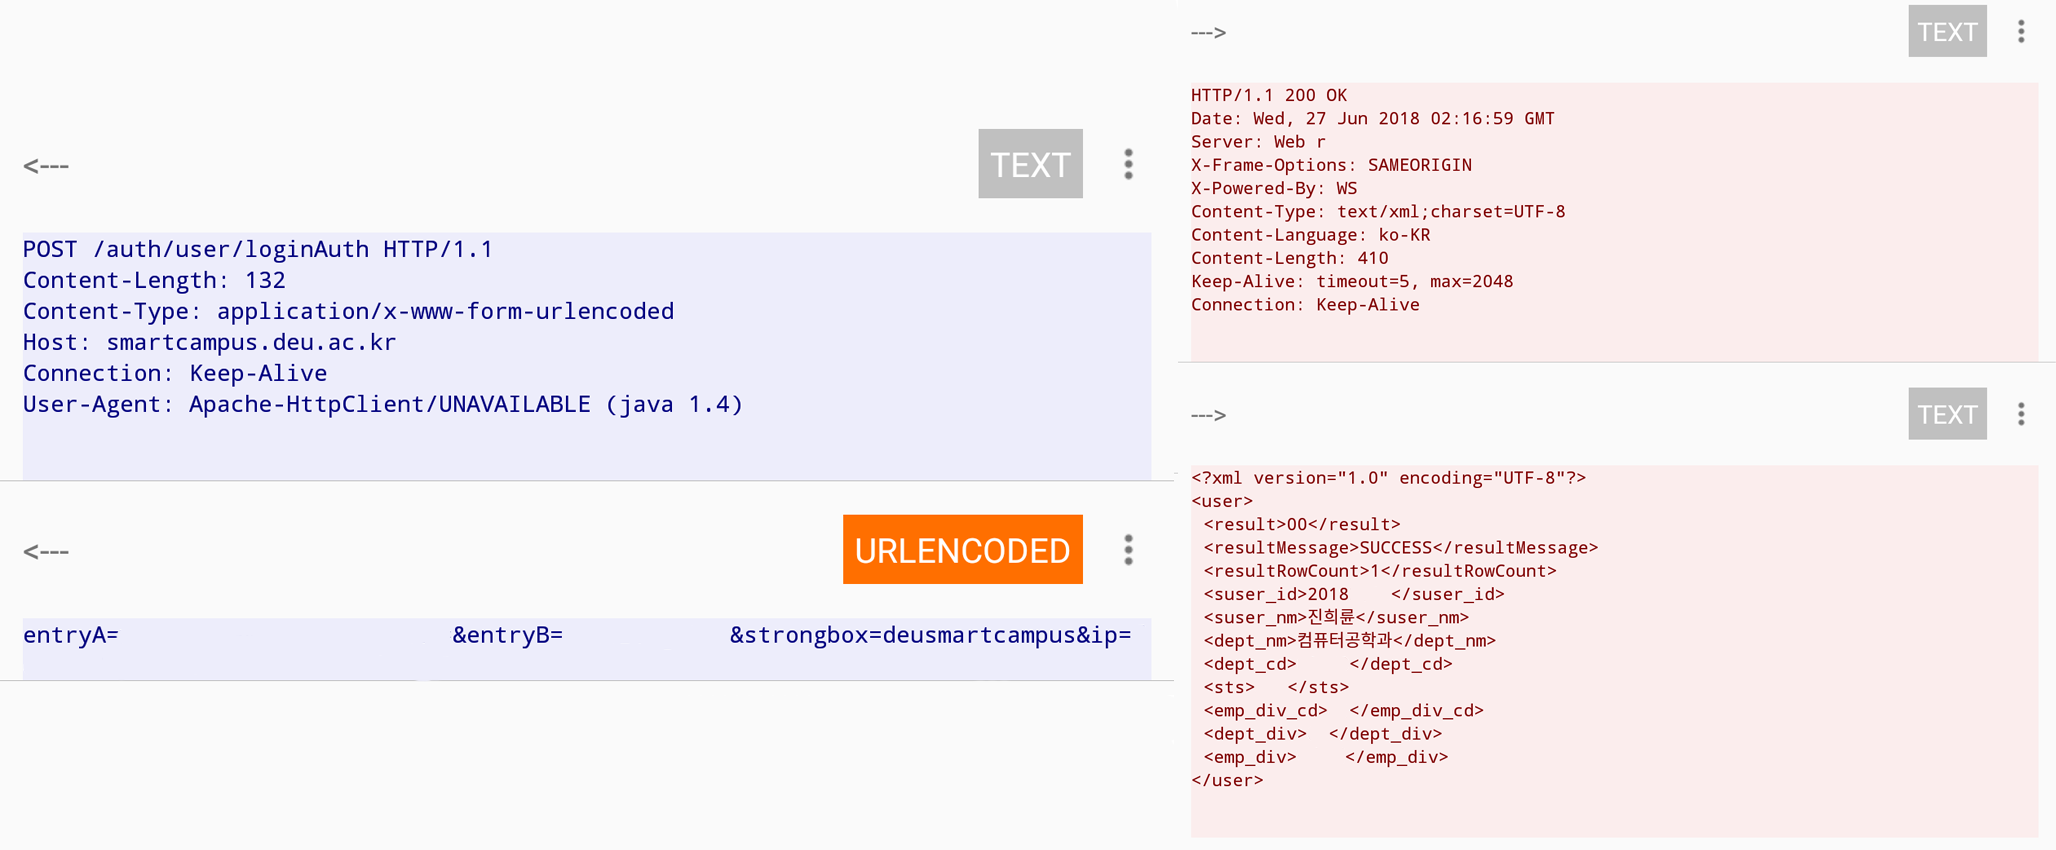 <---
TEXT
POST /auth/user/loginAuth HTTP/1.1
Content-Length: 132
Content-Type: application/x-www-form-urlencoded
Host: smartcampus.deu.ac.kr
Connection: Keep-Alive
User-Agent: Apache-HttpClient/UNAVAILABLE (java 1.4)
<---
URLENCODED
entryA= &entryB= &strongbox=deusmartcampus&ip=
--->
TEXT
HTTP/1.1 200 OK
Date: Wed, 27 Jun 2018 02:16:59 GMT
Server: Web r
X-Frame-Options: SAMEORIGIN
X-Powered-By: WS
Content-Type: text/xml;charset=UTF-8
Content-Language: ko-KR
Content-Length: 410
Keep-Alive: timeout=5, max=2048
Connection: Keep-Alive
--->
TEXT
<?xml version="1.0" encoding="UTF-8"?>
<user>
<result>00</result>
<resultMessage>SUCCESS</resultMessage>
<resultRowCount>1</resultRowCount>
<suser_id>2018 </suser_id>
<suser_nm>진희륜</suser_nm>
<dept_nm>컴퓨터공학과</dept_nm>
<dept_cd> </dept_cd>
<sts> </sts>
<emp_div_cd> </emp_div_cd>
<dept_div> </dept_div>
<emp_div> </emp_div>
</user>